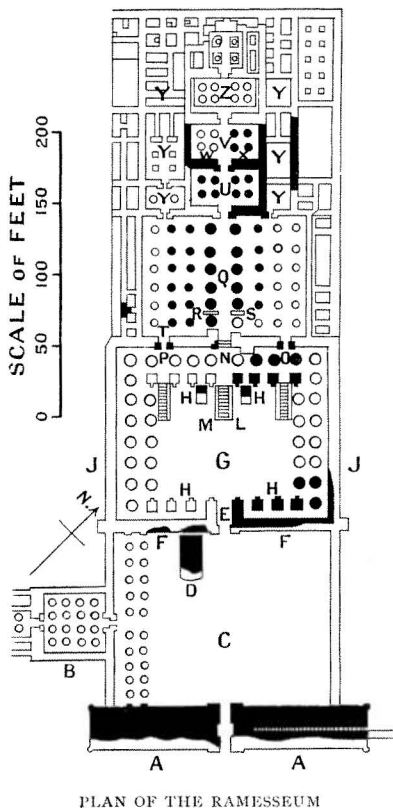 Z
Y Y
V
Y W X Y
U
Y Y
Q
R S
T
P N O
H H
M L
J G J
H H
E
F F
D
C
B
A A
SCALE OF FEET
0 50 100 150 200
N.
PLAN OF THE RAMESSEUM